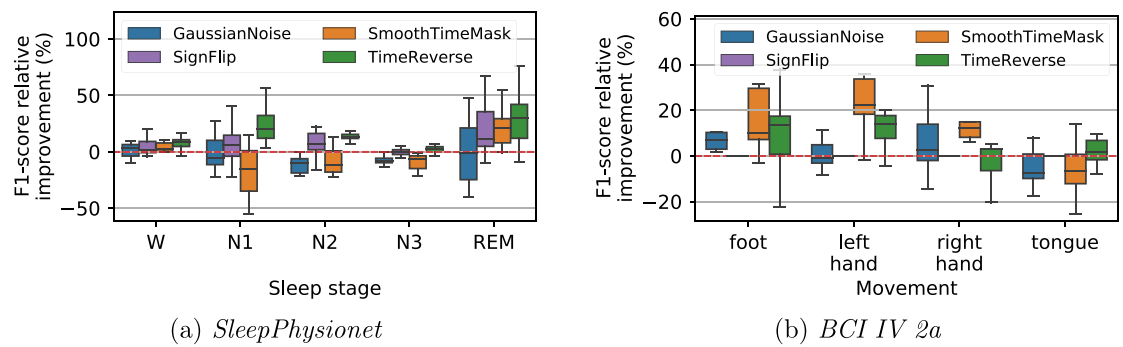 F1-score relative
improvement (%)
100
50
0
−50
GaussianNoise
SignFlip
SmoothTimeMask
TimeReverse
W N1 N2 N3 REM
Sleep stage
(a) SleepPhysionet
F1-score relative
improvement (%)
60
40
20
0
−20
GaussianNoise
SignFlip
SmoothTimeMask
TimeReverse
foot left hand right hand tongue
Movement
(b) BCI IV 2a